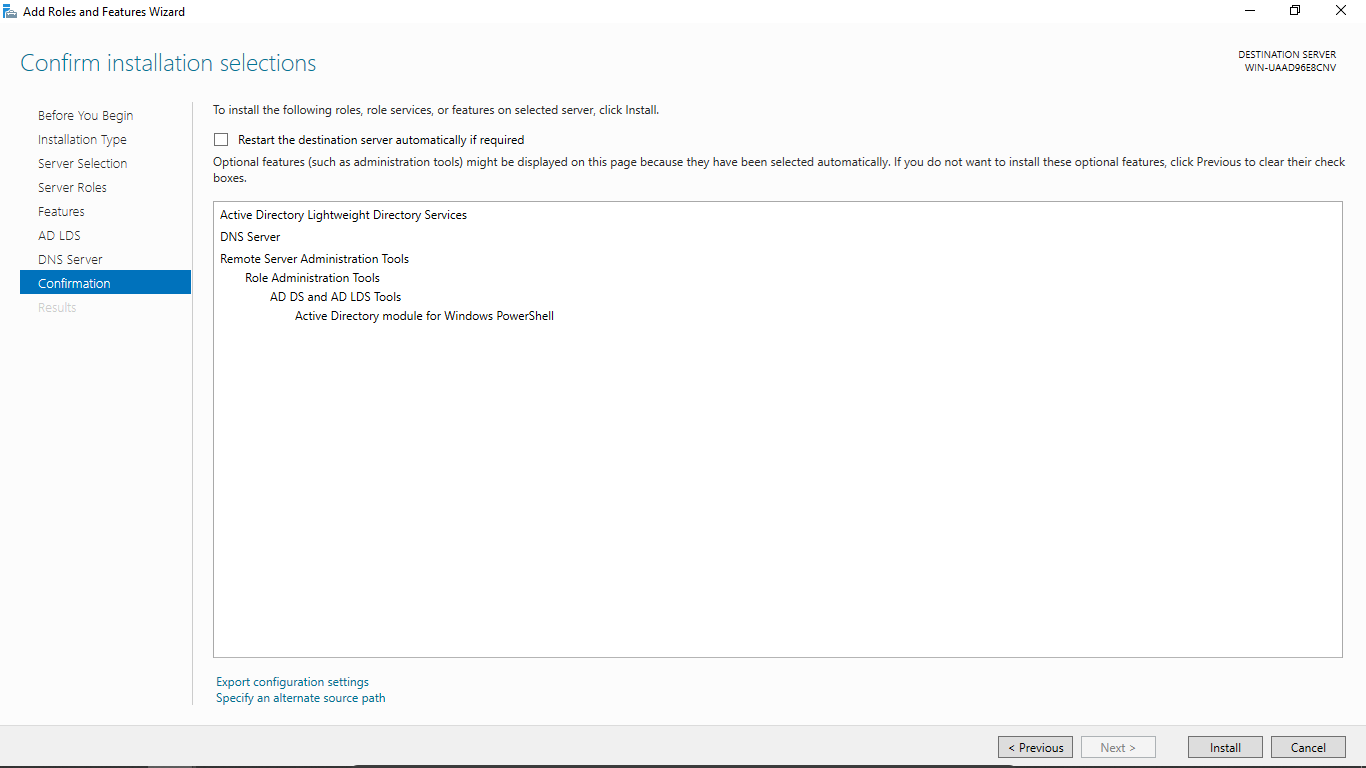 Add Roles and Features Wizard
Confirm installation selections
DESTINATION SERVER
WIN-UAAD96E8CNV
Before You Begin
Installation Type
Server Selection
Server Roles
Features
AD LDS
DNS Server
Confirmation
Results
To install the following roles, role services, or features on selected server, click Install.
Restart the destination server automatically if required
Optional features (such as administration tools) might be displayed on this page because they have been selected automatically. If you do not want to install these optional features, click Previous to clear their check
boxes.
Active Directory Lightweight Directory Services
DNS Server
Remote Server Administration Tools
Role Administration Tools
AD DS and AD LDS Tools
Active Directory module for Windows PowerShell
Export configuration settings
Specify an alternate source path
< Previous
Next >
Install
Cancel